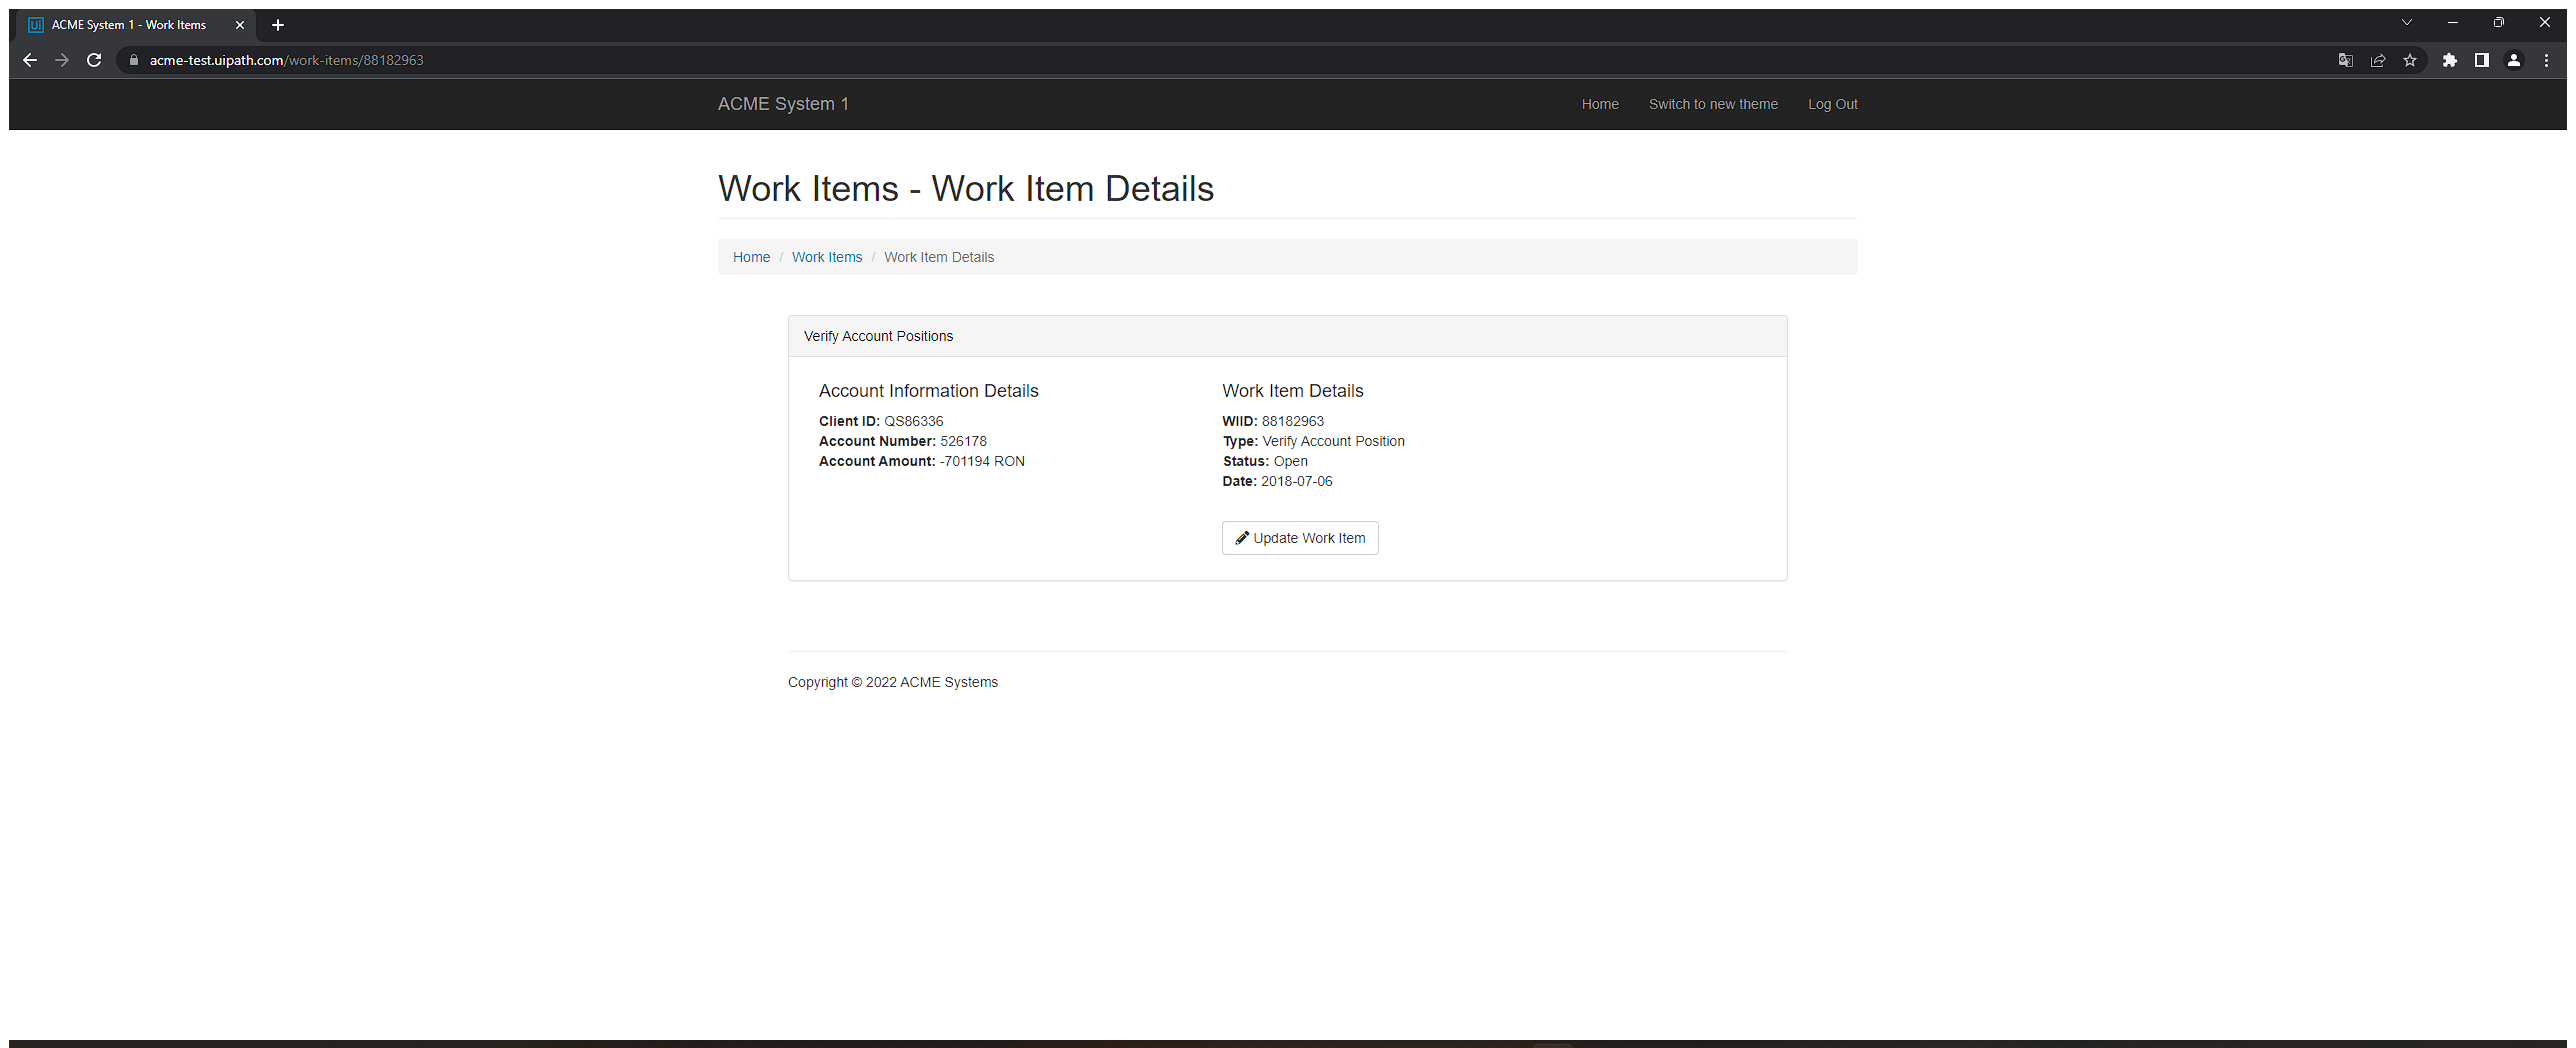 ACME System 1 - Work Items
acme-test.uipath.com/work-items/88182963
ACME System 1 Home Switch to new theme Log Out
Work Items - Work Item Details
Home / Work Items / Work Item Details
Verify Account Positions
Account Information Details
Client ID: QS86336
Account Number: 526178
Account Amount: -701194 RON
Work Item Details
WIID: 88182963
Type: Verify Account Position
Status: Open
Date: 2018-07-06
Update Work Item
Copyright © 2022 ACME Systems